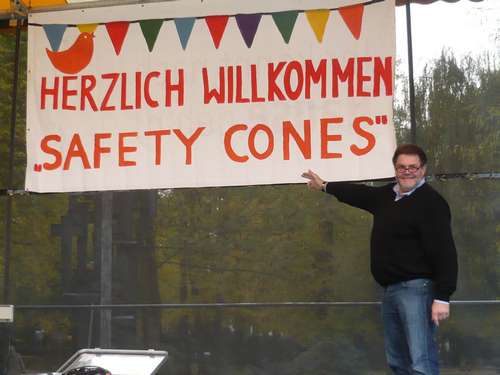 HERZLICH WILLKOMMEN
„SAFETY CONES"